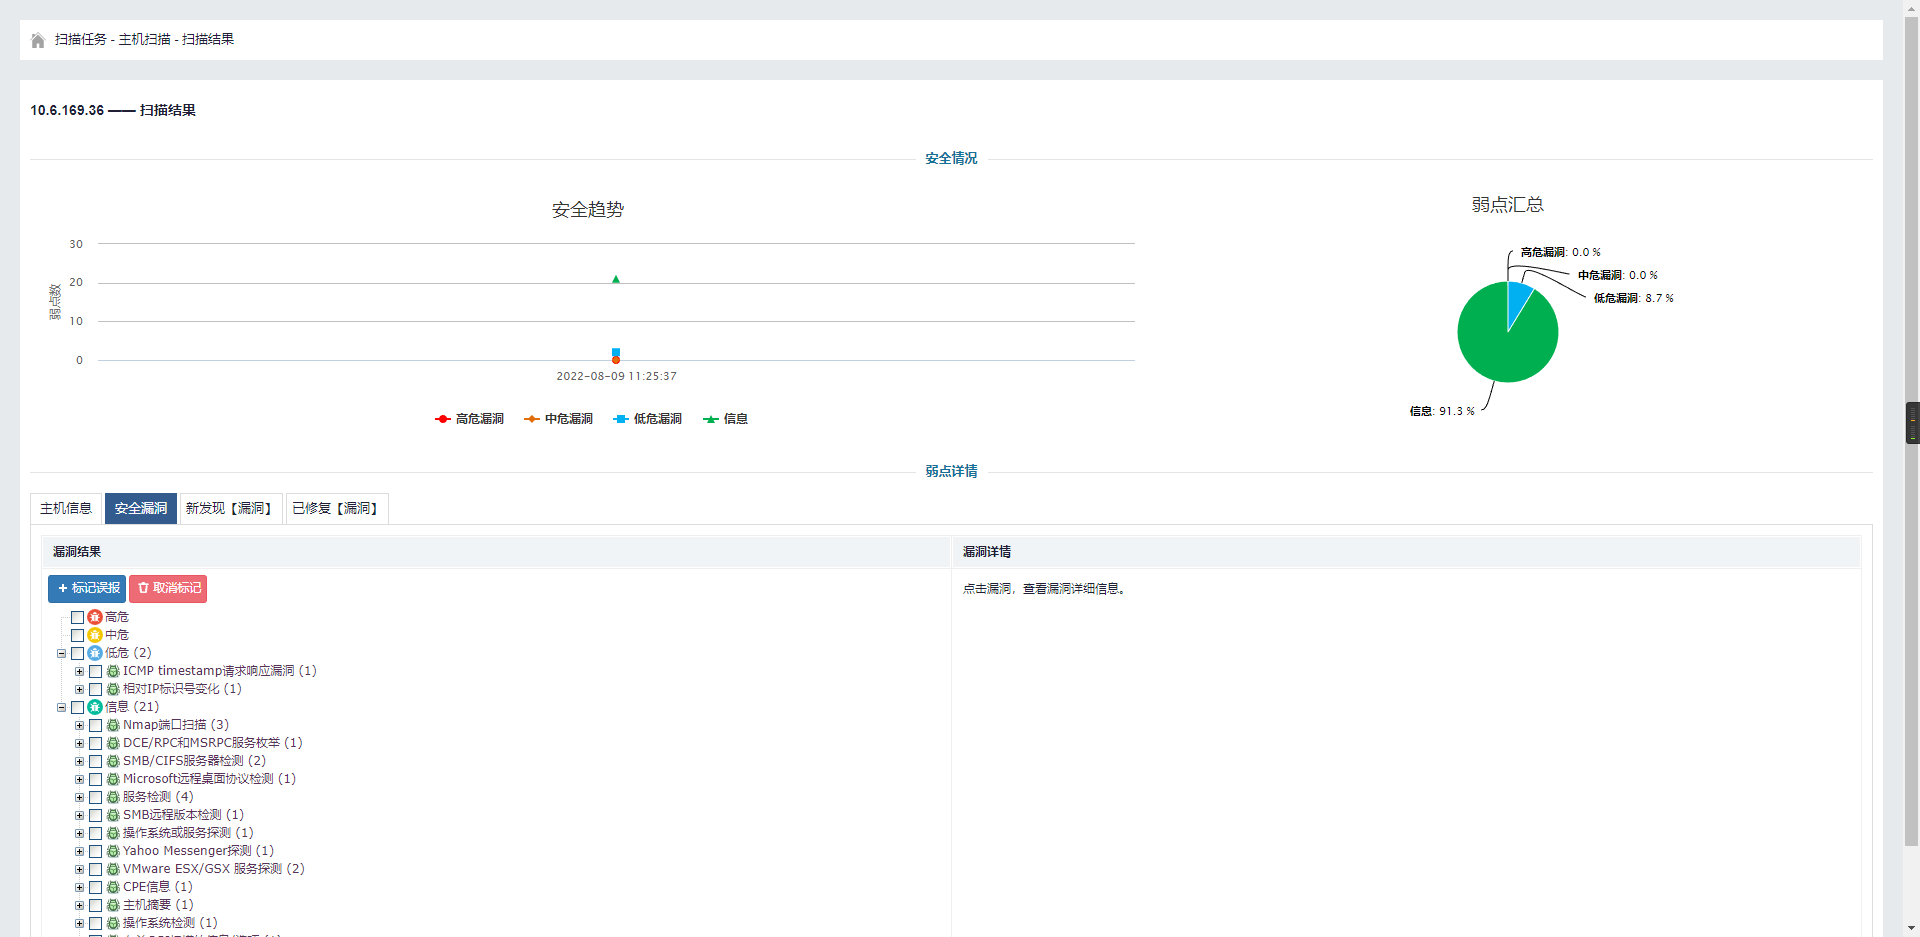 扫描任务 - 主机扫描 - 扫描结果
10.6.169.36 —— 扫描结果
安全情况
安全趋势
弱点数
30
20
10
0
2022-08-09 11:25:37
高危漏洞 中危漏洞 低危漏洞 信息
弱点汇总
高危漏洞: 0.0 %
中危漏洞: 0.0 %
低危漏洞: 8.7 %
信息: 91.3 %
弱点详情
主机信息 安全漏洞 新发现【漏洞】 已修复【漏洞】
漏洞结果
+ 标记误报 取消标记
高危
中危
低危 (2)
ICMP timestamp请求响应漏洞 (1)
相对IP标识号变化 (1)
信息 (21)
Nmap端口扫描 (3)
DCE/RPC和MSRPC服务枚举 (1)
SMB/CIFS服务器检测 (2)
Microsoft远程桌面协议检测 (1)
服务检测 (4)
SMB远程版本检测 (1)
操作系统或服务探测 (1)
Yahoo Messenger探测 (1)
VMware ESX/GSX 服务探测 (2)
CPE信息 (1)
主机摘要 (1)
操作系统检测 (1)
漏洞详情
点击漏洞，查看漏洞详细信息。